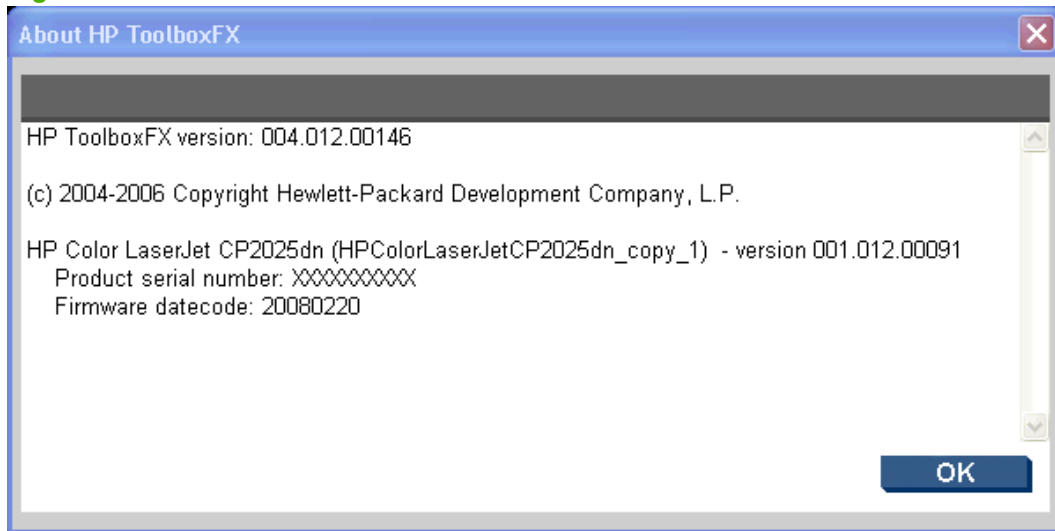 About HP ToolboxFX
HP ToolboxFX version: 004.012.00146
(c) 2004-2006 Copyright Hewlett-Packard Development Company, L.P.
HP Color LaserJet CP2025dn (HPColorLaserJetCP2025dn_copy_1) - version 001.012.00091
Product serial number: XXXXXXXXXX
Firmware datecode: 20080220
OK